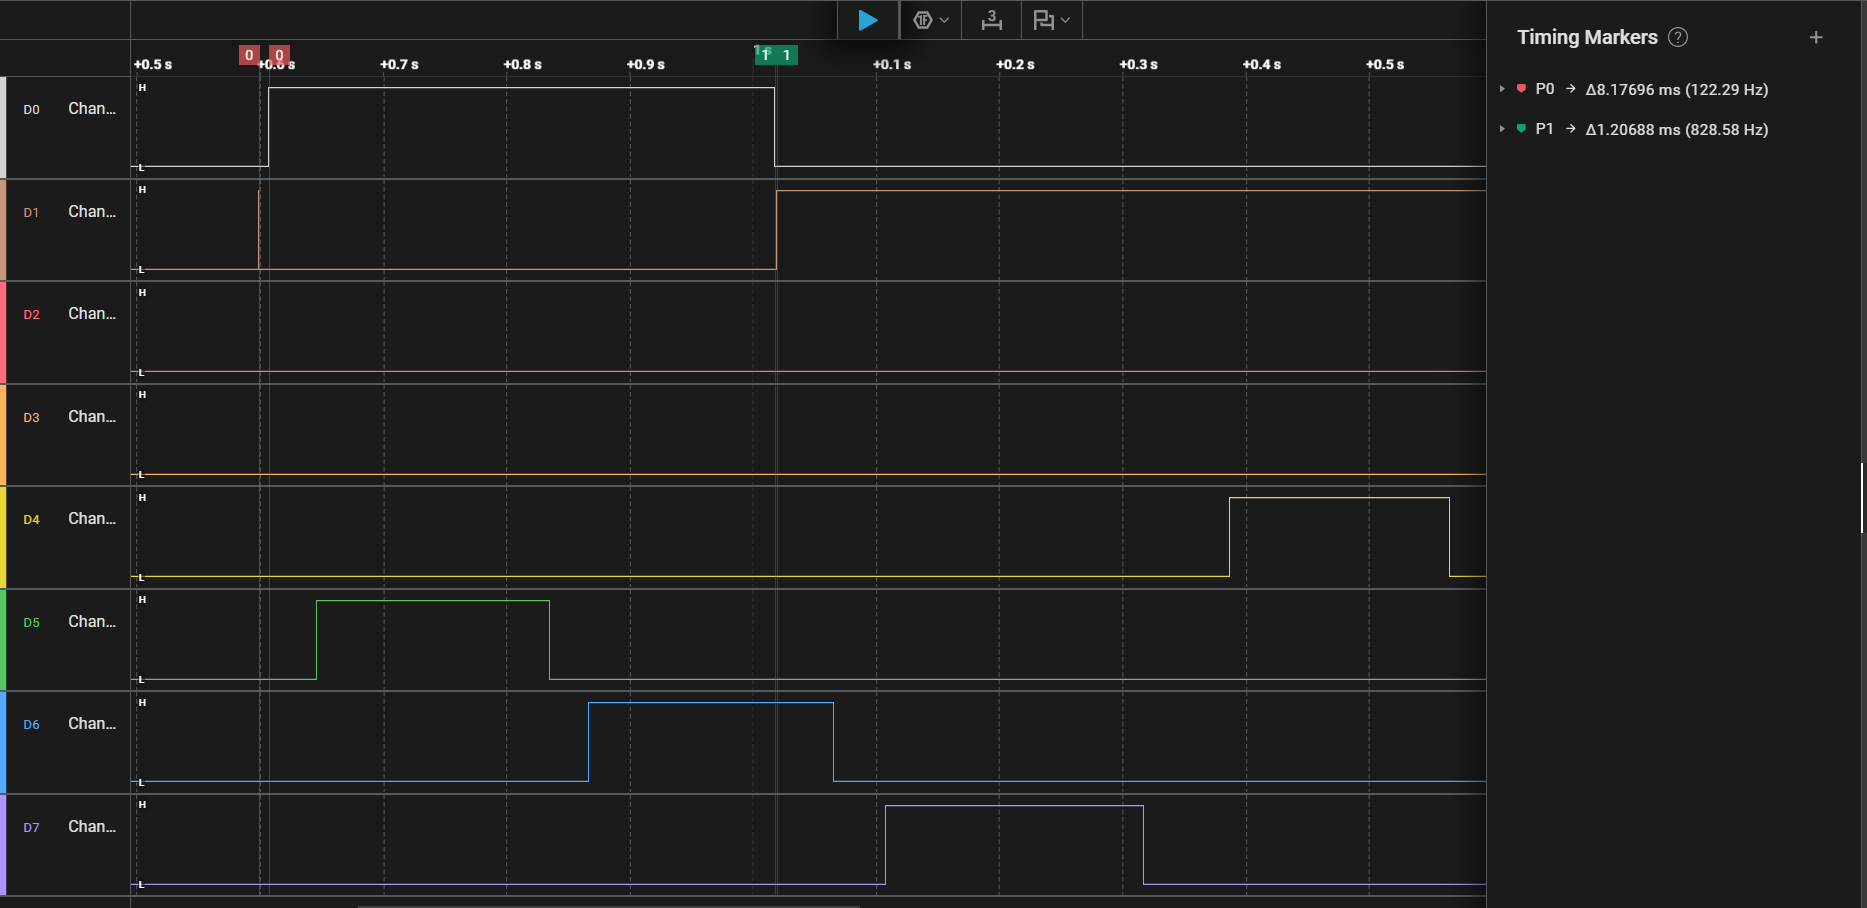 3
Timing Markers ?
0 0 1s 1 1
+0.5 s +0.6 s +0.7 s +0.8 s +0.9 s +0.1 s +0.2 s +0.3 s +0.4 s +0.5 s
P0 → Δ8.17696 ms (122.29 Hz)
P1 → Δ1.20688 ms (828.58 Hz)
H
D0 Chan...
L
H
D1 Chan...
L
H
D2 Chan...
L
H
D3 Chan...
L
H
D4 Chan...
L
H
D5 Chan...
L
H
D6 Chan...
L
H
D7 Chan...
L